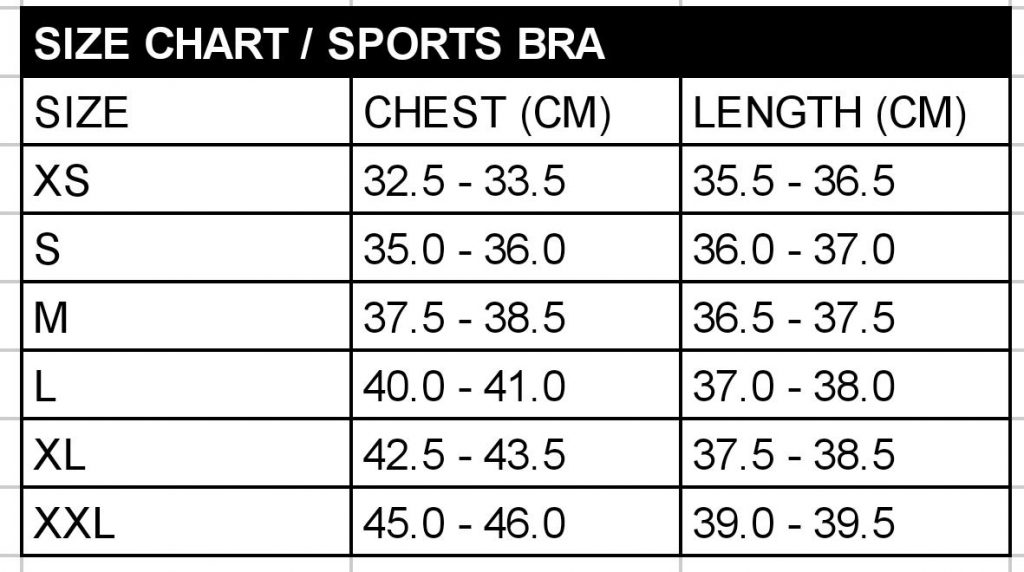 SIZE CHART / SPORTS BRA
SIZE CHEST (CM) LENGTH (CM)
XS 32.5 - 33.5 35.5 - 36.5
S 35.0 - 36.0 36.0 - 37.0
M 37.5 - 38.5 36.5 - 37.5
L 40.0 - 41.0 37.0 - 38.0
XL 42.5 - 43.5 37.5 - 38.5
XXL 45.0 - 46.0 39.0 - 39.5